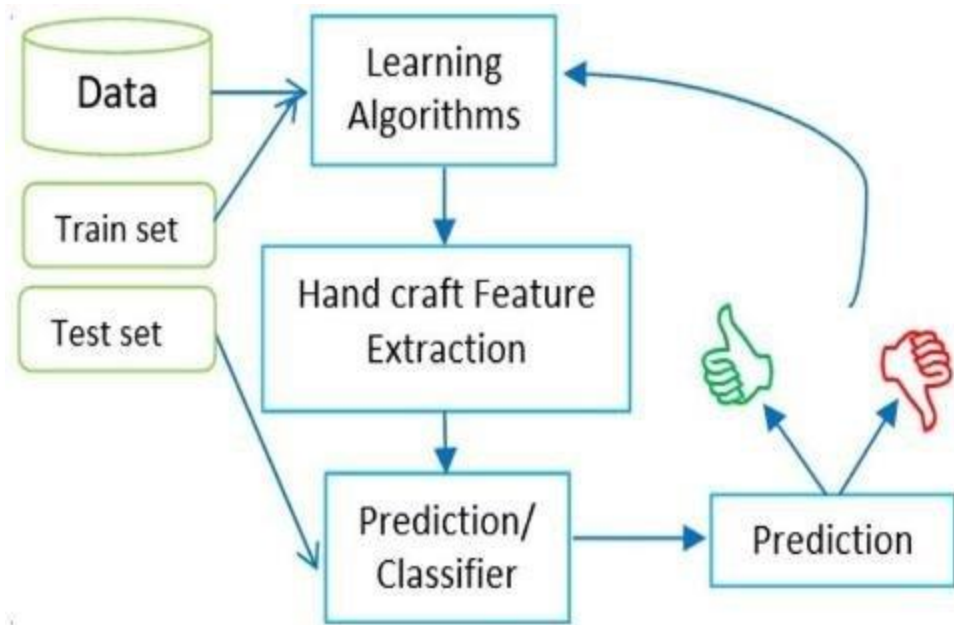 Data
Learning
Algorithms
Train set
Hand craft Feature
Extraction
Test set
Prediction/
Classifier
Prediction